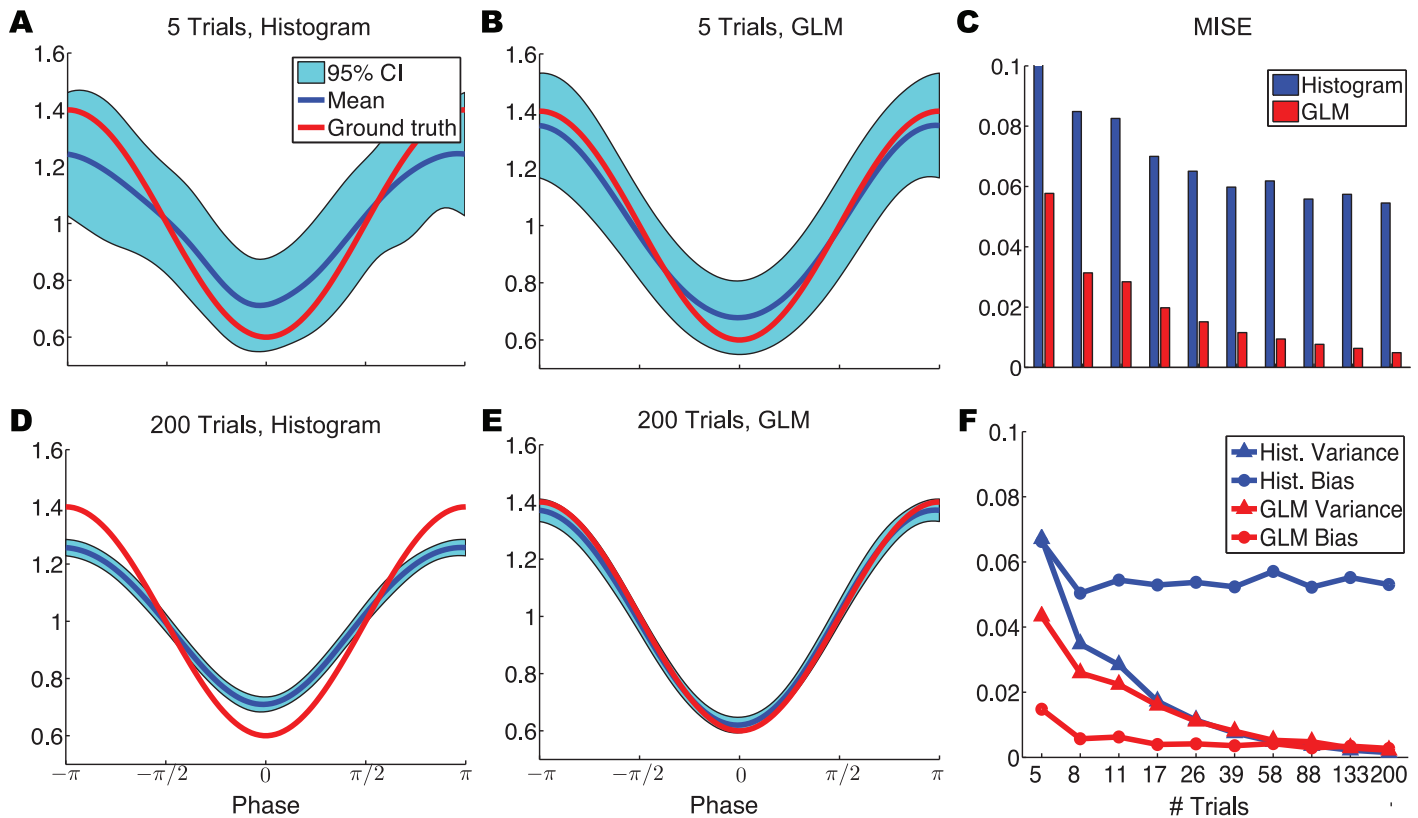 A
5 Trials, Histogram
1.6
1.4
1.2
1
0.8
0.6
95% CI
Mean
Ground truth
B
5 Trials, GLM
1.6
1.4
1.2
1
0.8
0.6
C
MISE
0.1
0.08
0.06
0.04
0.02
0
Histogram
GLM
D
200 Trials, Histogram
1.6
1.4
1.2
1
0.8
0.6
−π
−π/2
0
π/2
π
Phase
E
200 Trials, GLM
1.6
1.4
1.2
1
0.8
0.6
−π
−π/2
0
π/2
π
Phase
F
0.1
0.08
0.06
0.04
0.02
0
Hist. Variance
Hist. Bias
GLM Variance
GLM Bias
5 8 11 17 26 39 58 88 133 200
# Trials